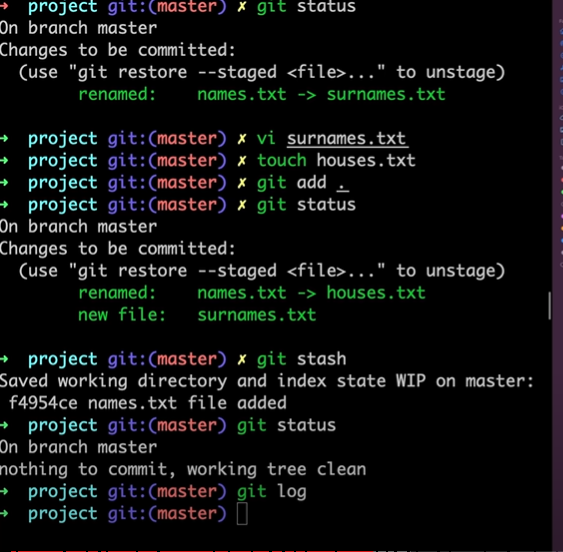 ➜ project git:(master) ✗ git status
On branch master
Changes to be committed:
  (use "git restore --staged <file>..." to unstage)
        renamed:    names.txt -> surnames.txt

➜ project git:(master) ✗ vi surnames.txt
➜ project git:(master) ✗ touch houses.txt
➜ project git:(master) ✗ git add .
➜ project git:(master) ✗ git status
On branch master
Changes to be committed:
  (use "git restore --staged <file>..." to unstage)
        renamed:    names.txt -> houses.txt
        new file:   surnames.txt

➜ project git:(master) ✗ git stash
Saved working directory and index state WIP on master:
 f4954ce names.txt file added
➜ project git:(master) git status
On branch master
nothing to commit, working tree clean
➜ project git:(master) git log
➜ project git:(master)